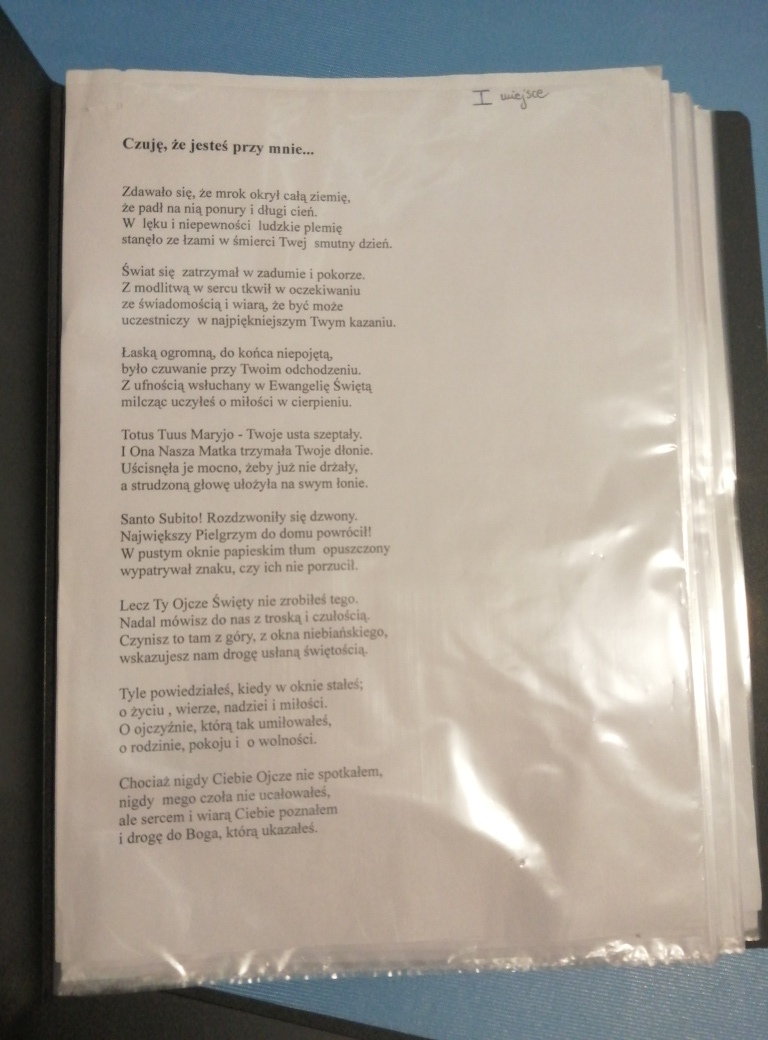 I miejsce
Czuję, że jesteś przy mnie...
Zdawało się, że mrok okrył całą ziemię,
że padł na nią ponury i długi cień.
W lęku i niepewności ludzkie plemię
stanęło ze łzami w śmierci Twej smutny dzień.
Świat się zatrzymał w zadumie i pokorze.
Z modlitwą w sercu tkwił w oczekiwaniu
ze świadomością i wiarą, że być może
uczestniczy w najpiękniejszym Twym kazaniu.
Łaską ogromną, do końca niepojętą,
było czuwanie przy Twoim odchodzeniu.
Z ufnością wsłuchany w Ewangelię Świętą
milcząc uczyłeś o miłości w cierpieniu.
Totus Tuus Maryjo - Twoje usta szeptały.
I Ona Nasza Matka trzymała Twoje dłonie.
Uścisnęła je mocno, żeby już nie drżały,
a strudzoną głowę ułożyła na swym łonie.
Santo Subito! Rozdzwoniły się dzwony.
Największy Pielgrzym do domu powrócił!
W pustym oknie papieskim tłum opuszczony
wypatrywał znaku, czy ich nie porzucił.
Lecz Ty Ojcze Święty nie zrobiłeś tego.
Nadal mówisz do nas z troską i czułością.
Czynisz to tam z góry, z okna niebiańskiego,
wskazujesz nam drogę usłaną świętością.
Tyle powiedziałeś, kiedy w oknie stałeś;
o życiu , wierze, nadziei i miłości.
O ojczyźnie, którą tak umiłowałeś,
o rodzinie, pokoju i o wolności.
Chociaż nigdy Ciebie Ojcze nie spotkałem,
nigdy mego czoła nie ucałowałeś,
ale sercem i wiarą Ciebie poznałem
i drogę do Boga, którą ukazałeś.